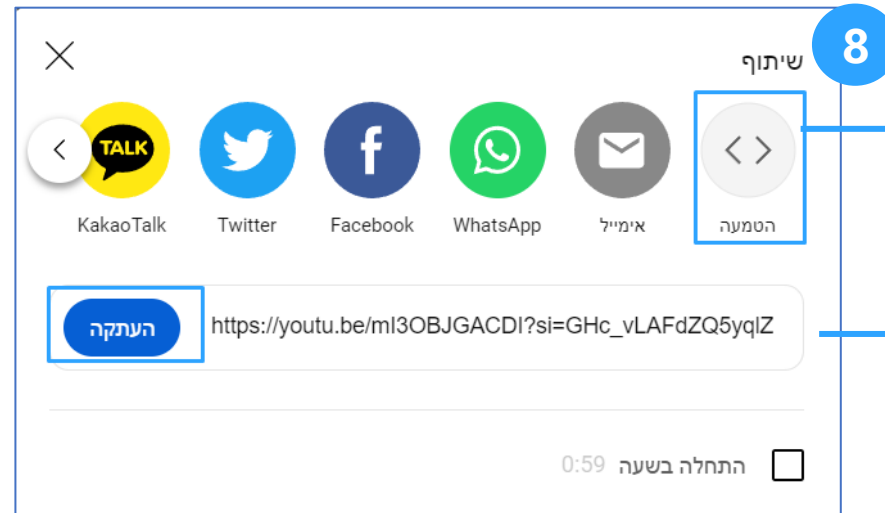 8
שיתוף
TALK
הטמעה
אימייל
WhatsApp
Facebook
Twitter
KakaoTalk
https://youtu.be/mI3OBJGACDI?si=GHc_vLAFdZQ5yqIZ
העתקה
התחלה בשעה 0:59